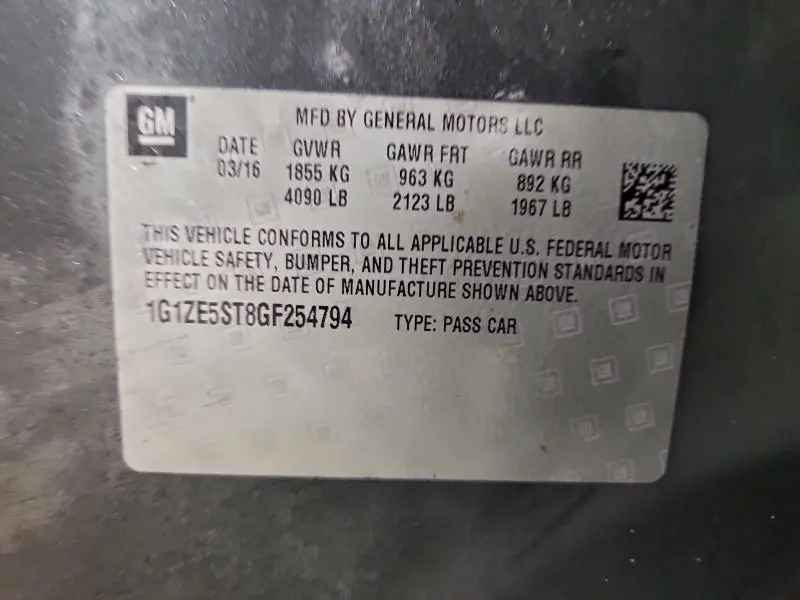 GM
MFD BY GENERAL MOTORS LLC
DATE GVWR GAWR FRT GAWR RR
03/16 1855 KG 963 KG 892 KG
4090 LB 2123 LB 1967 LB
THIS VEHICLE CONFORMS TO ALL APPLICABLE U.S. FEDERAL MOTOR
VEHICLE SAFETY, BUMPER, AND THEFT PREVENTION STANDARDS IN
EFFECT ON THE DATE OF MANUFACTURE SHOWN ABOVE.
1G1ZE5ST8GF254794 TYPE: PASS CAR